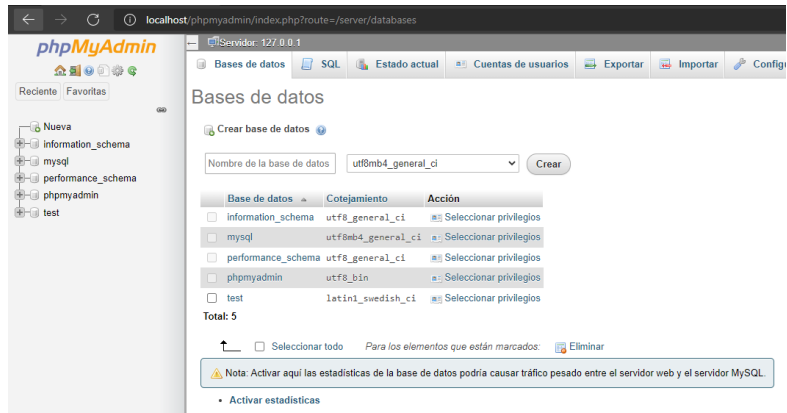 localhost/phpmyadmin/index.php?route=/server/databases
phpMyAdmin
Reciente Favoritas
Nueva
information_schema
mysql
performance_schema
phpmyadmin
test
Servidor: 127.0.0.1
Bases de datos SQL Estado actual Cuentas de usuarios Exportar Importar Configu
Bases de datos
Crear base de datos
Nombre de la base de datos utf8mb4_general_ci Crear
Base de datos Cotejamiento Acción
information_schema utf8_general_ci Seleccionar privilegios
mysql utf8mb4_general_ci Seleccionar privilegios
performance_schema utf8_general_ci Seleccionar privilegios
phpmyadmin utf8_bin Seleccionar privilegios
test latin1_swedish_ci Seleccionar privilegios
Total: 5
Seleccionar todo Para los elementos que están marcados: Eliminar
Nota: Activar aquí las estadísticas de la base de datos podría causar tráfico pesado entre el servidor web y el servidor MySQL.
Activar estadísticas